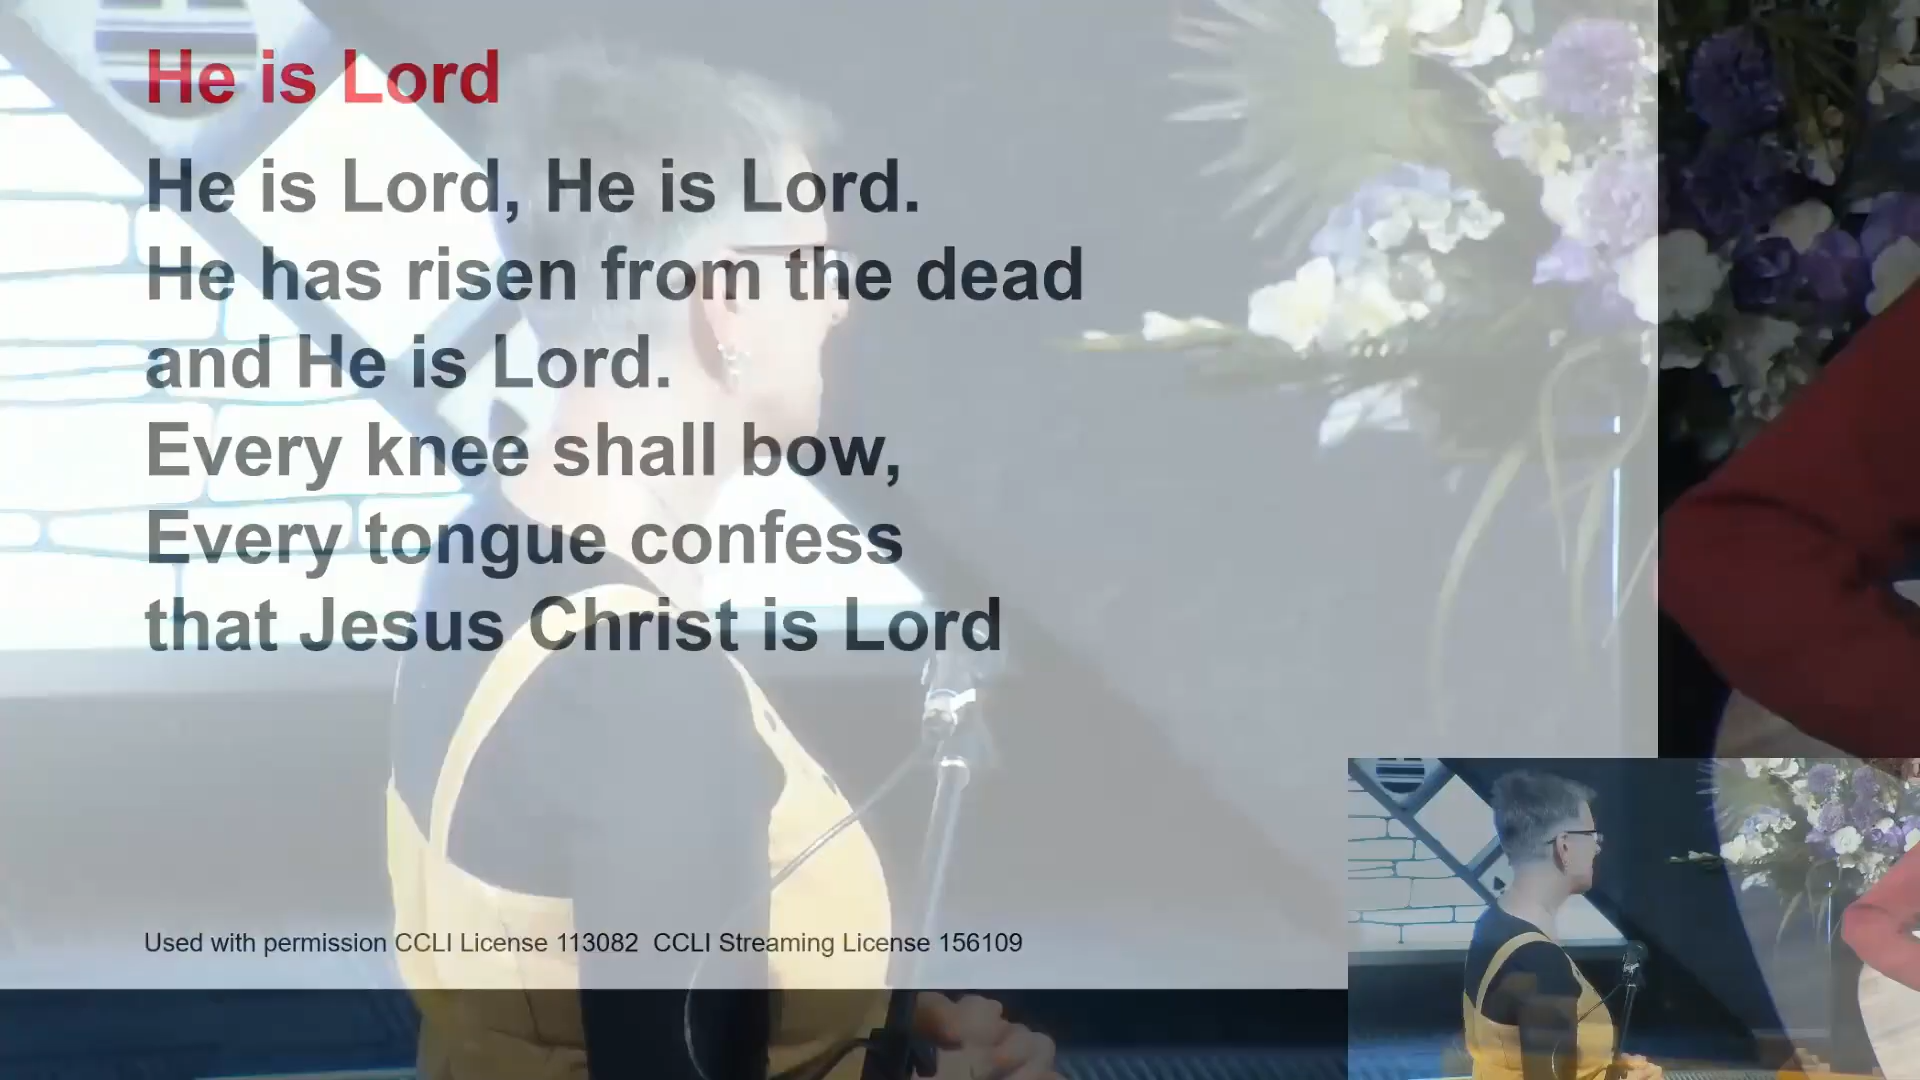 He is Lord
He is Lord, He is Lord.
He has risen from the dead
and He is Lord.
Every knee shall bow,
Every tongue confess
that Jesus Christ is Lord
Used with permission CCLI License 113082  CCLI Streaming License 156109